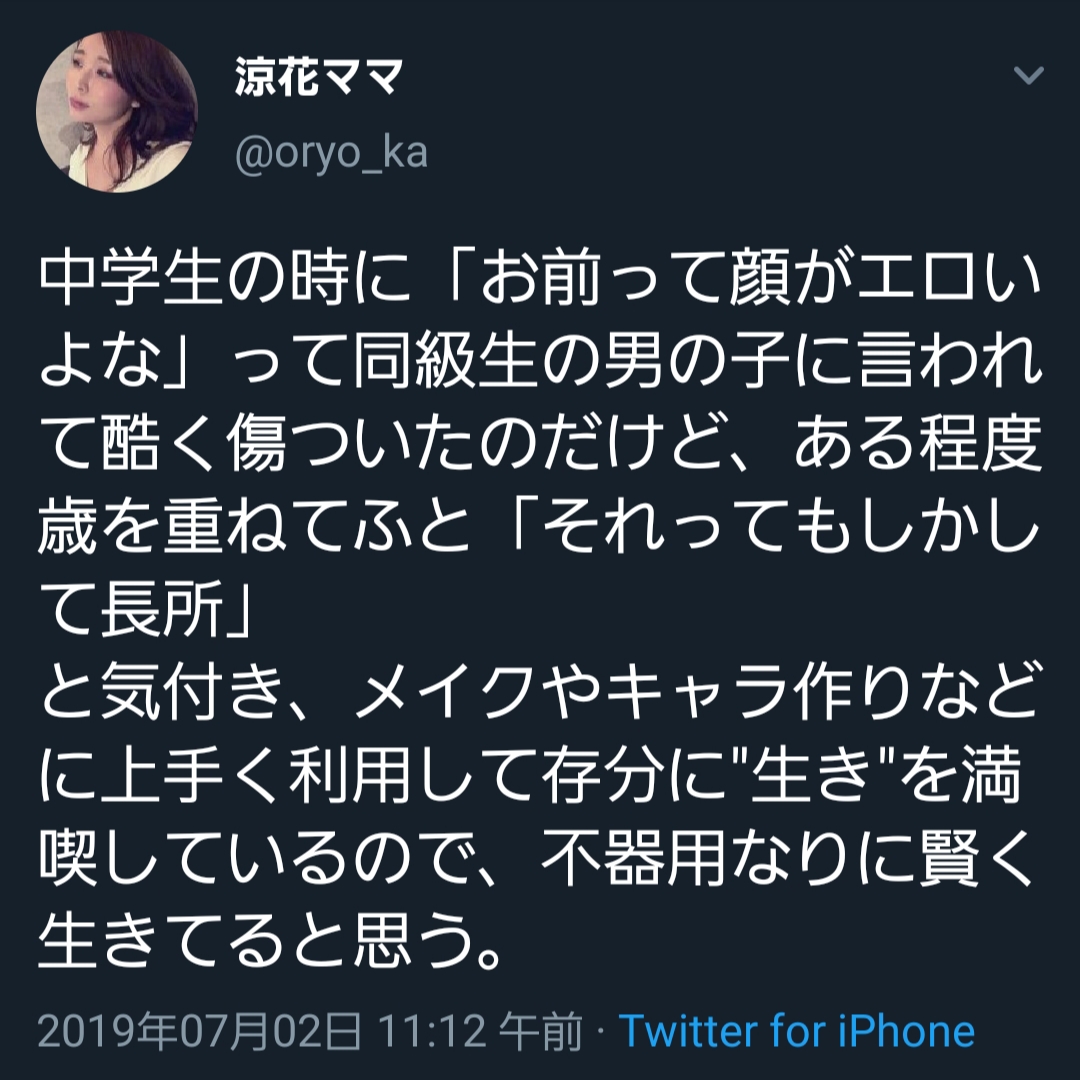 涼花ママ
@oryo_ka
中学生の時に「お前って顔がエロい
よな」って同級生の男の子に言われ
て酷く傷ついたのだけど、ある程度
歳を重ねてふと「それってもしかし
て長所」
と気付き、メイクやキャラ作りなど
に上手く利用して存分に"生き"を満
喫しているので、不器用なりに賢く
生きてると思う。
2019年07月02日 11:12 午前 · Twitter for iPhone